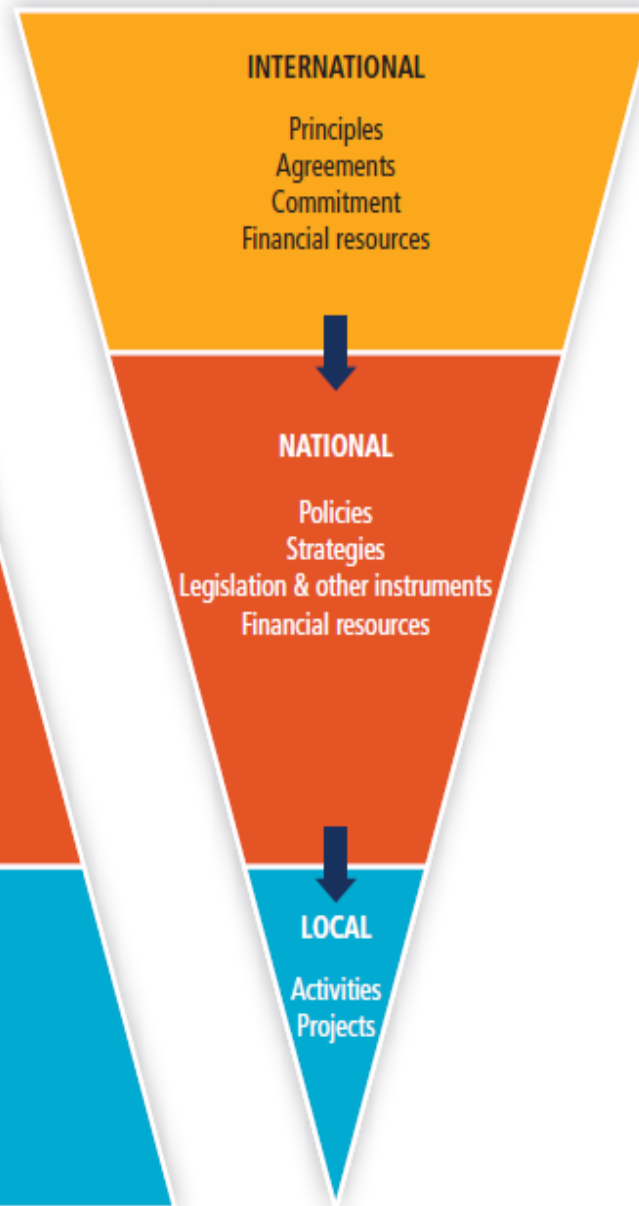 INTERNATIONAL
Principles
Agreements
Commitment
Financial resources
NATIONAL
Policies
Strategies
Legislation & other instruments
Financial resources
LOCAL
Activities
Projects